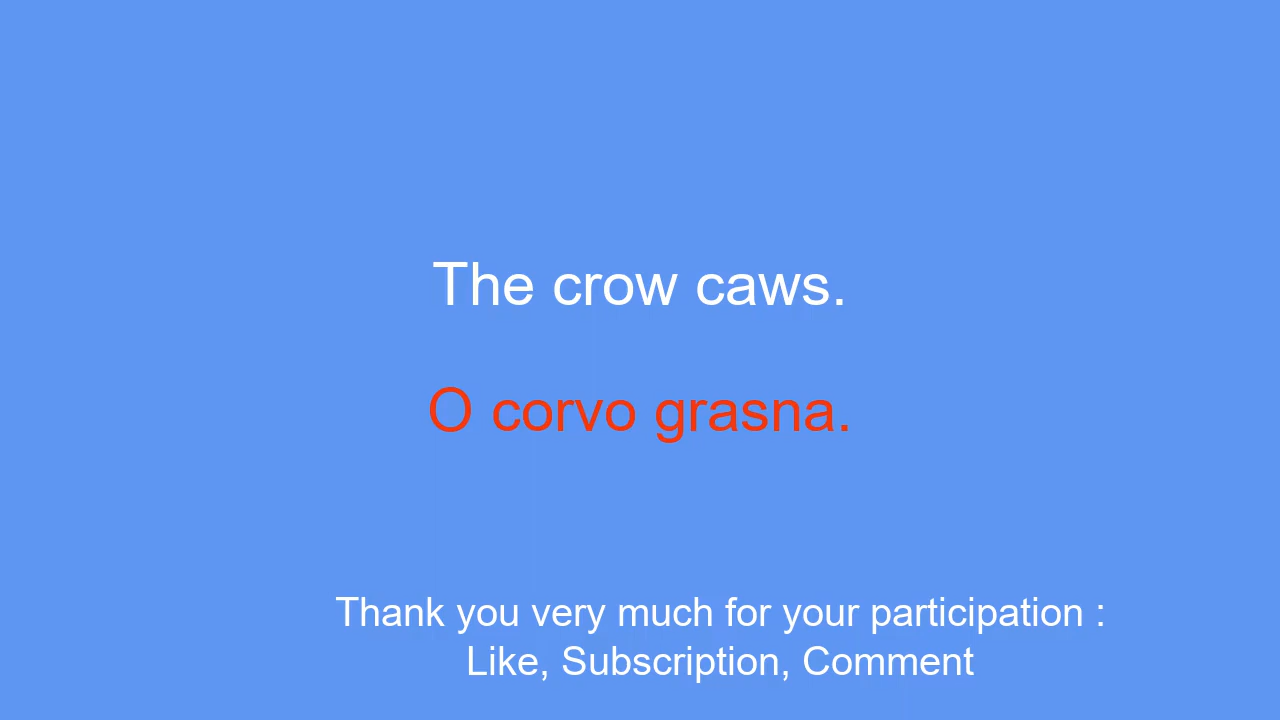 The crow caws.
O corvo grasna.
Thank you very much for your participation :
Like, Subscription, Comment